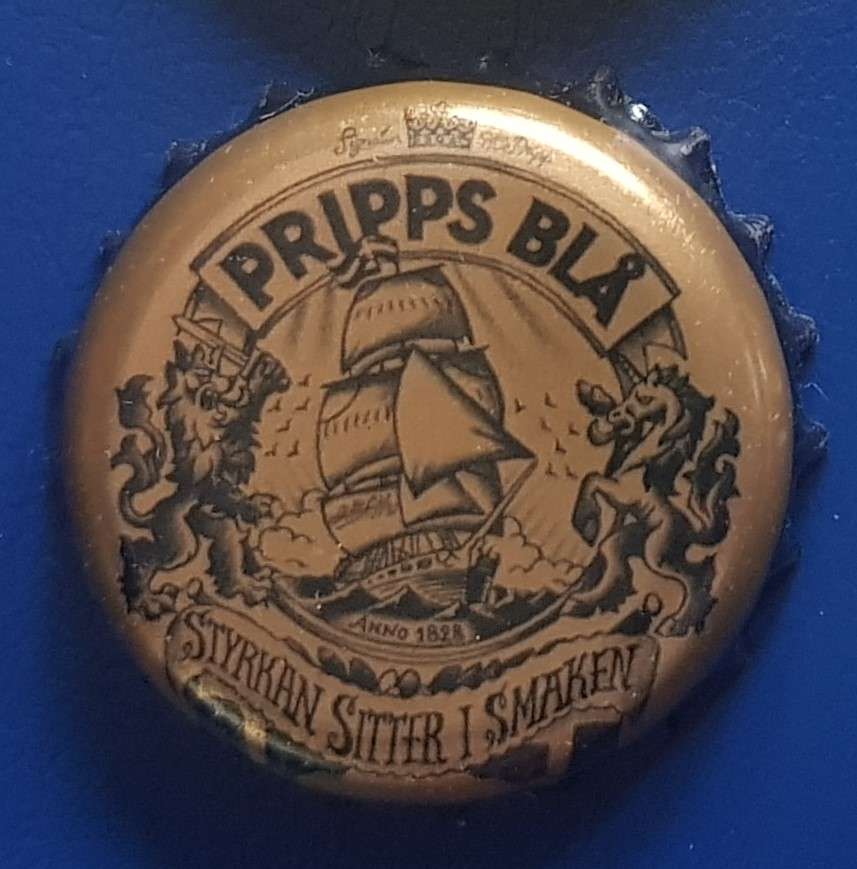 PRIPPS BLÅ
ANNO 1828
STYRKAN SITTER I SMAKEN